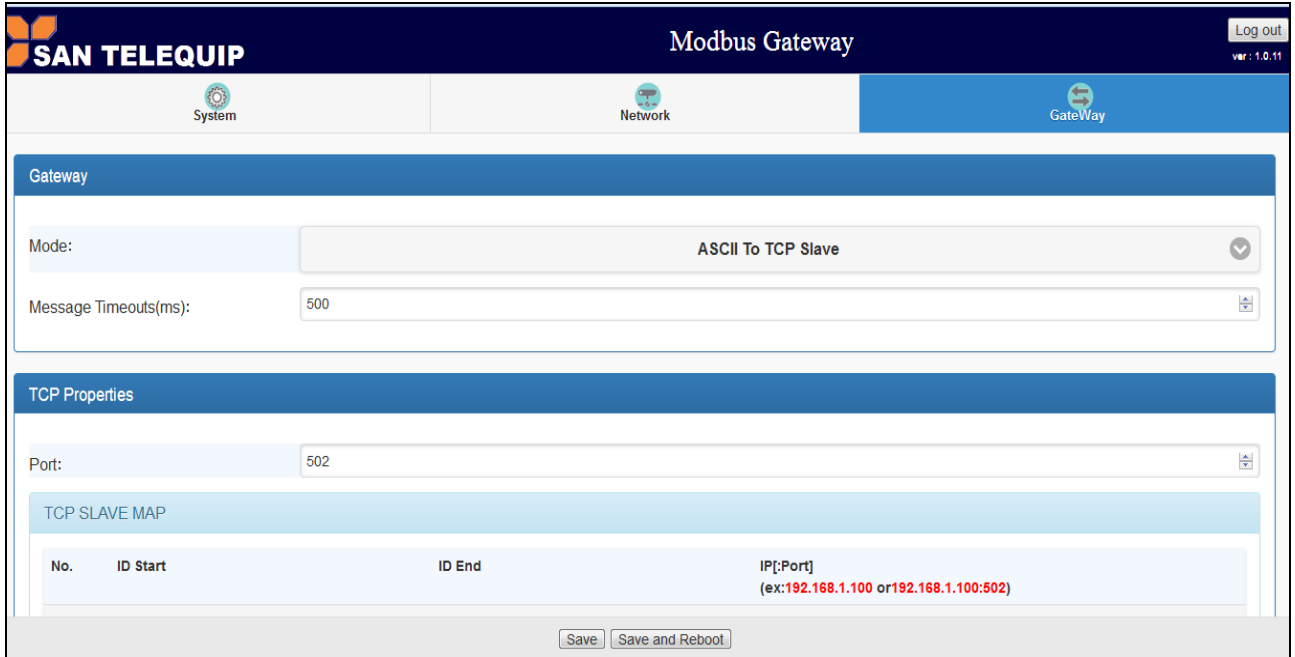 SAN TELEQUIP
Modbus Gateway
Log out
ver : 1.0.11
System
Network
GateWay
Gateway
Mode:
ASCII To TCP Slave
Message Timeouts(ms):
500
TCP Properties
Port:
502
TCP SLAVE MAP
No. ID Start ID End IP[:Port]
(ex:192.168.1.100 or192.168.1.100:502)
Save Save and Reboot